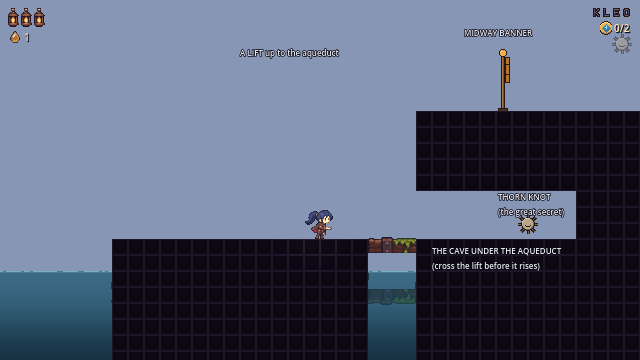 KLEO
0/2
1
MIDWAY BANNER
A LIFT up to the aqueduct
THORN KNOT
(the great secret)
THE CAVE UNDER THE AQUEDUCT
(cross the lift before it rises)